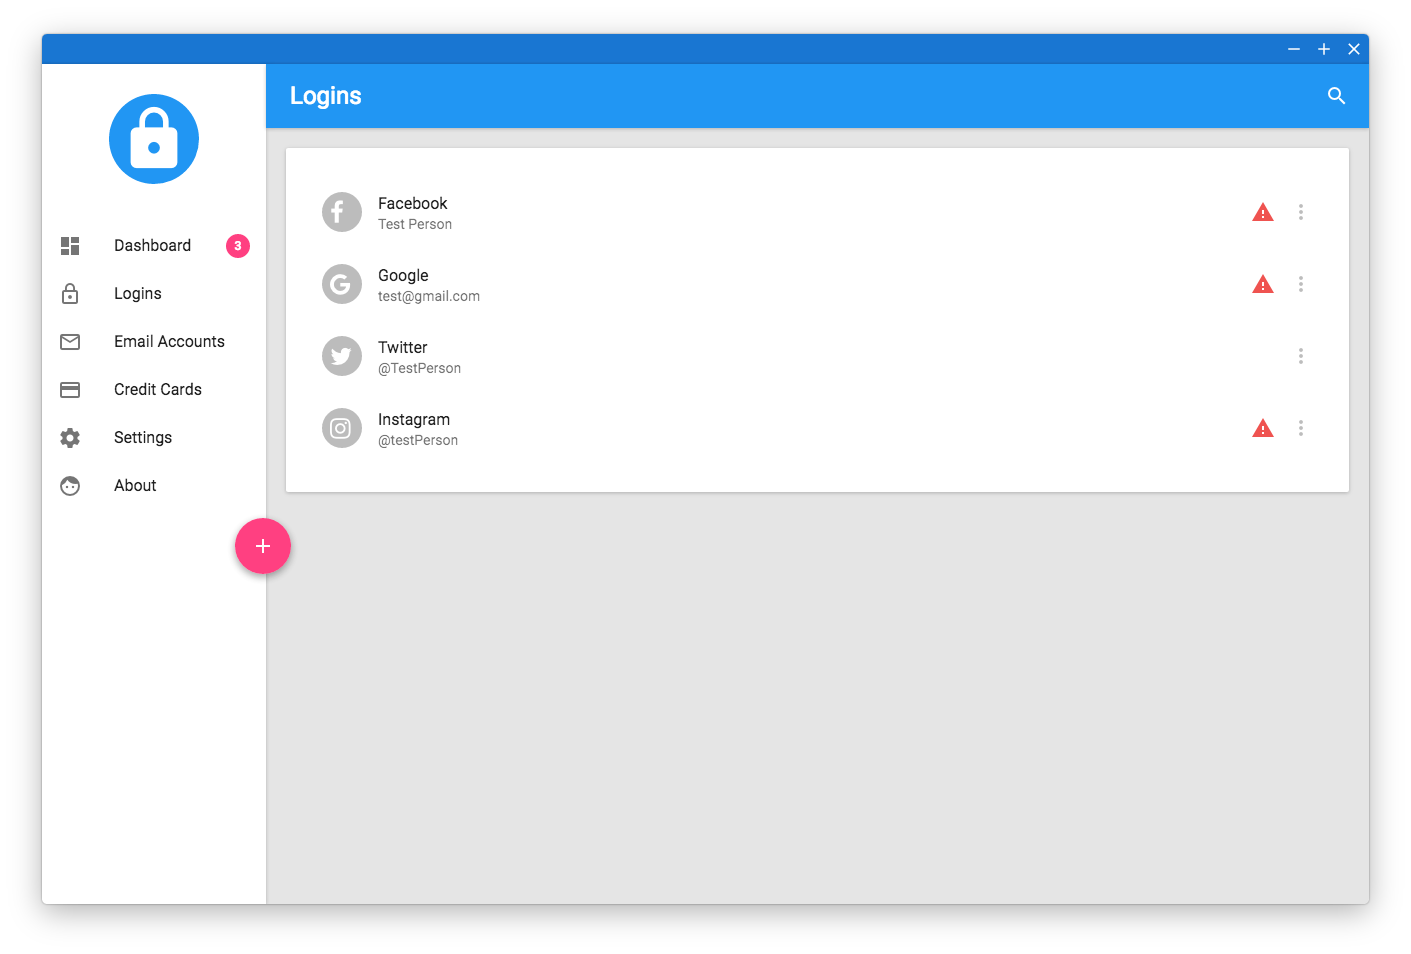 Logins
Dashboard 3
Logins
Email Accounts
Credit Cards
Settings
About
Facebook
Test Person
Google
test@gmail.com
Twitter
@TestPerson
Instagram
@testPerson